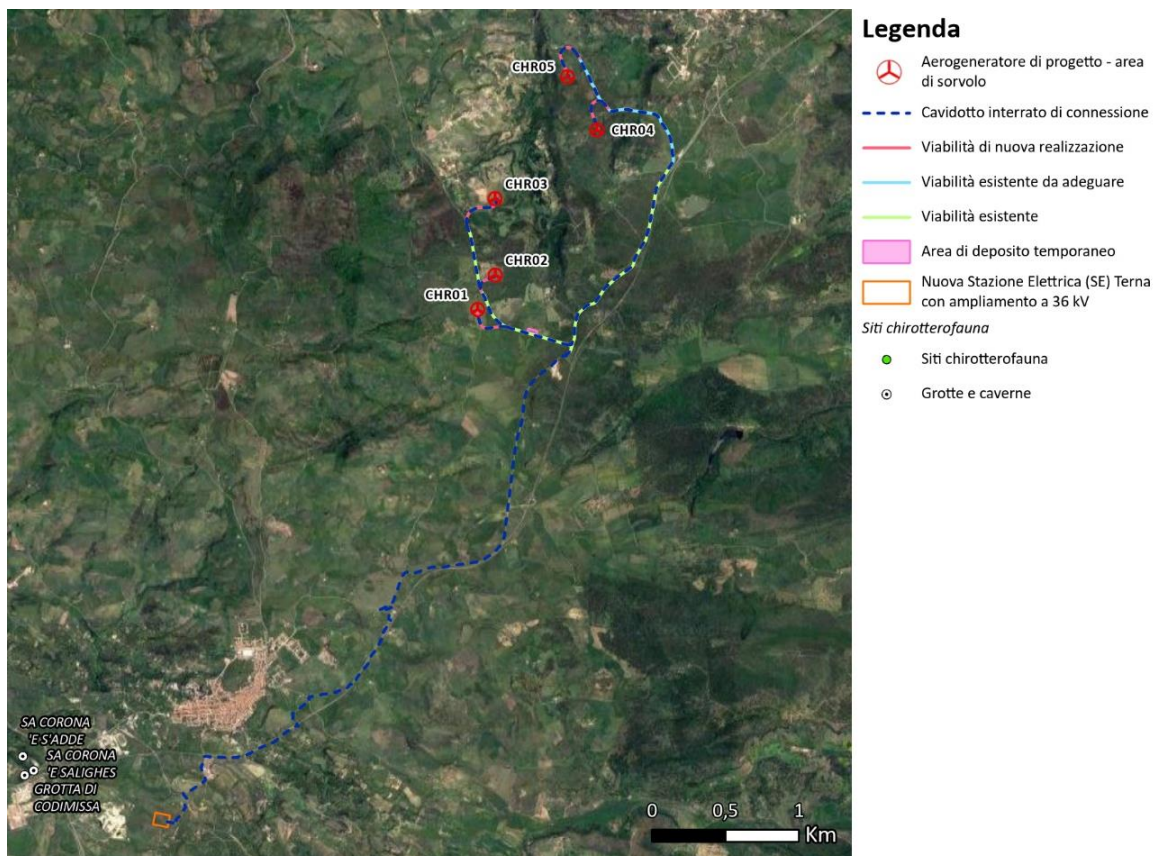 CHR05
CHR04
CHR03
CHR02
CHR01
SA CORONA
'E S'ADDE
SA CORONA
'E SALIGHES
GROTTA DI
CODIMISSA
0 0,5 1
Km
Legenda
Aerogeneratore di progetto - area
di sorvolo
Cavidotto interrato di connessione
Viabilità di nuova realizzazione
Viabilità esistente da adeguare
Viabilità esistente
Area di deposito temporaneo
Nuova Stazione Elettrica (SE) Terna
con ampliamento a 36 kV
Siti chirotterofauna
Siti chirotterofauna
Grotte e caverne